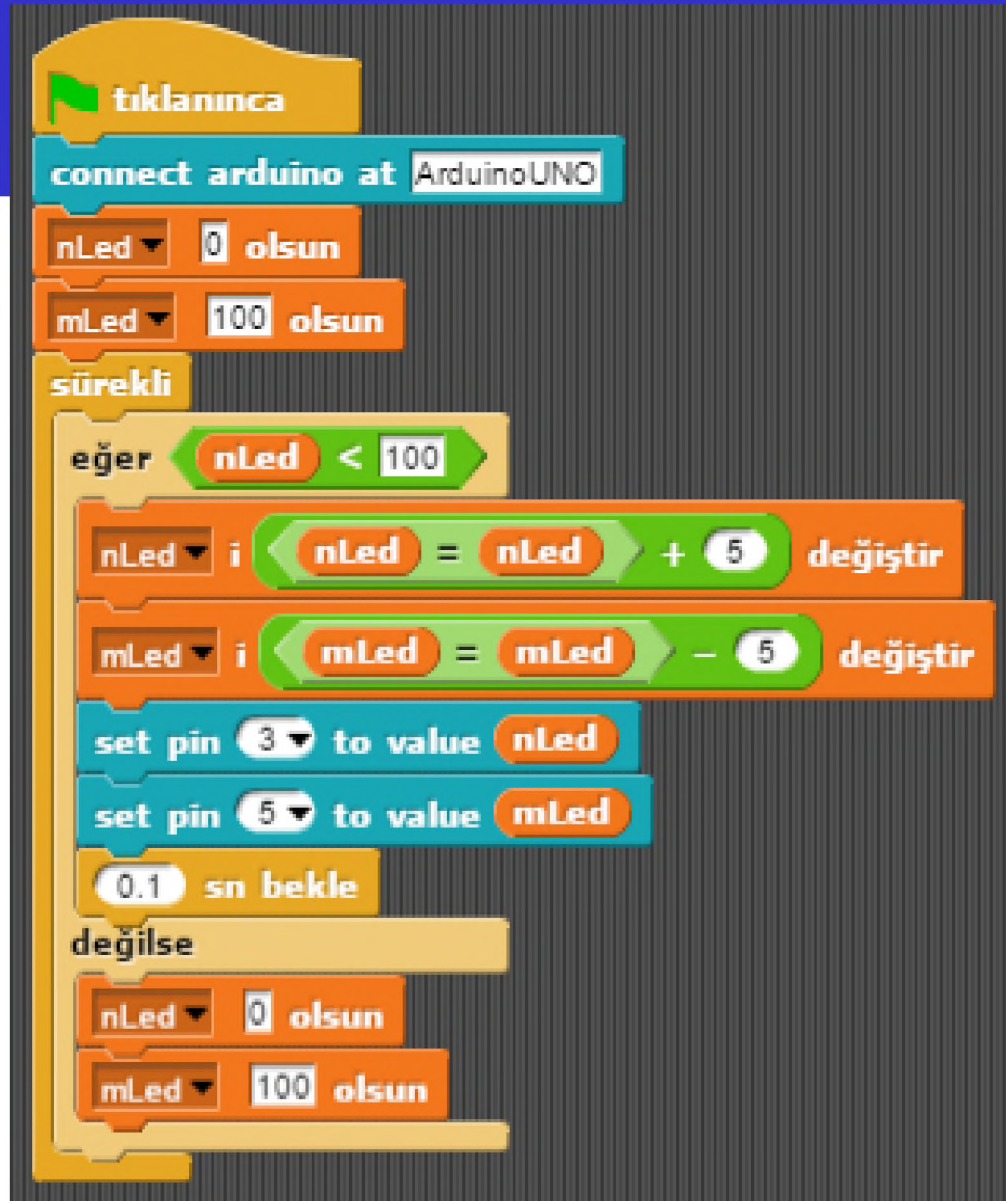 tıklanınca
connect arduino at ArduinoUNO
nLed 0 olsun
mLed 100 olsun
sürekli
eğer nLed < 100
nLed i nLed = nLed + 5 değiştir
mLed i mLed = mLed - 5 değiştir
set pin 3 to value nLed
set pin 5 to value mLed
0.1 sn bekle
değilse
nLed 0 olsun
mLed 100 olsun